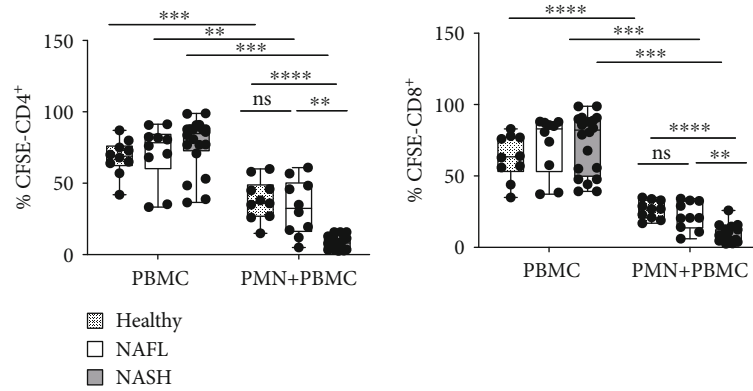 ***
**
***
****
ns
**
150
100
50
0
% CFSE-CD4+
PBMC
PMN+PBMC
Healthy
NAFL
NASH
****
***
***
****
ns
**
150
100
50
0
% CFSE-CD8+
PBMC
PMN+PBMC